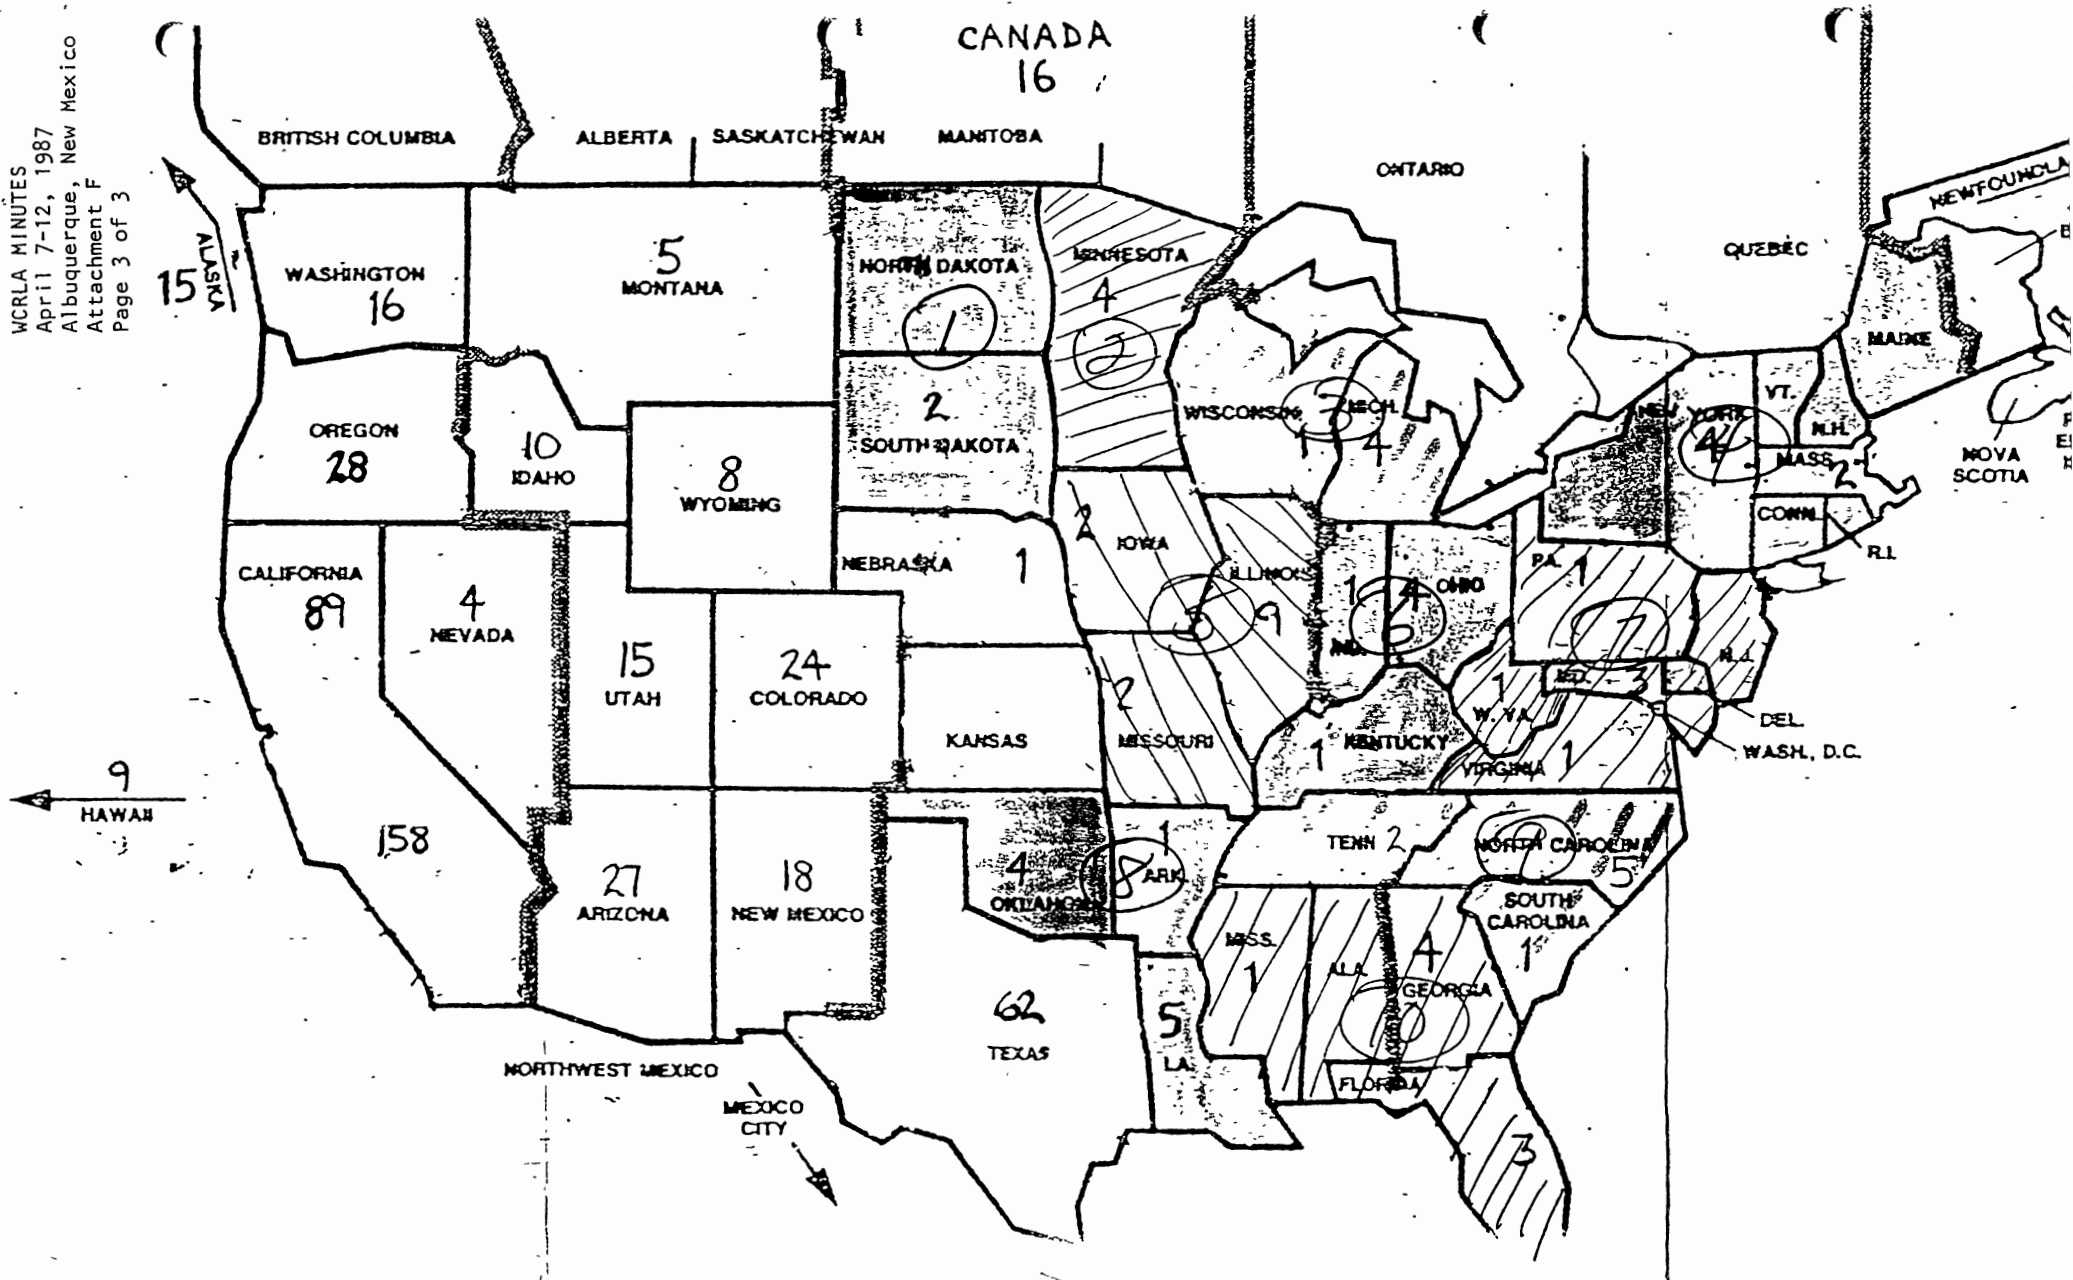 WCRLA MINUTES
April 7-12, 1987
Albuquerque, New Mexico
Attachment F
Page 3 of 3
CANADA
16
BRITISH COLUMBIA
ALBERTA
SASKATCHEWAN
MANITOBA
ONTARIO
QUEBEC
NEWFOUNDLA
NOVA
SCOTIA
15
ALASKA
WASHINGTON
16
5
MONTANA
NORTH DAKOTA
1
MINNESOTA
4
2
OREGON
28
10
IDAHO
8
WYOMING
2
SOUTH DAKOTA
WISCONSIN
1
3
MICH.
4
NEW YORK
4
VT.
N.H.
MAINE
MASS.
2
CONN.
R.I.
CALIFORNIA
89
4
NEVADA
15
UTAH
24
COLORADO
NEBRASKA
1
2
IOWA
ILLINOIS
9
8
1
IND.
4
OHIO
6
PA.
1
7
N.J.
MD.
3
DEL.
WASH., D.C.
KANSAS
2
MISSOURI
1
KENTUCKY
1
W. VA.
VIRGINIA
1
9
HAWAII
158
27
ARIZONA
18
NEW MEXICO
4
OKLAHOMA
1
8
ARK.
TENN
2
NORTH CAROLINA
9
5
SOUTH
CAROLINA
1
MISS.
1
ALA.
4
GEORGIA
62
TEXAS
5
LA.
FLORIDA
3
NORTHWEST MEXICO
MEXICO
CITY